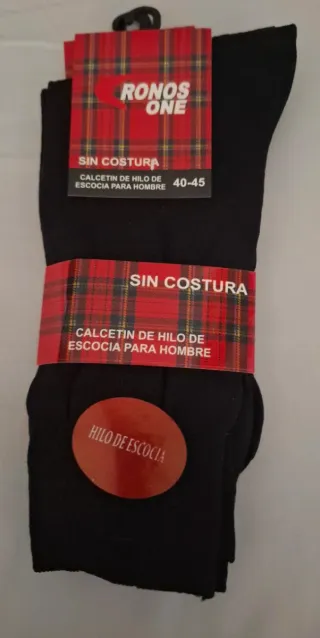 CRONOS
ONE
SIN COSTURA
CALCETIN DE HILO DE
ESCOCIA PARA HOMBRE 40-45
SIN COSTURA
CALCETIN DE HILO DE
ESCOCIA PARA HOMBRE
HILO DE ESCOCIA